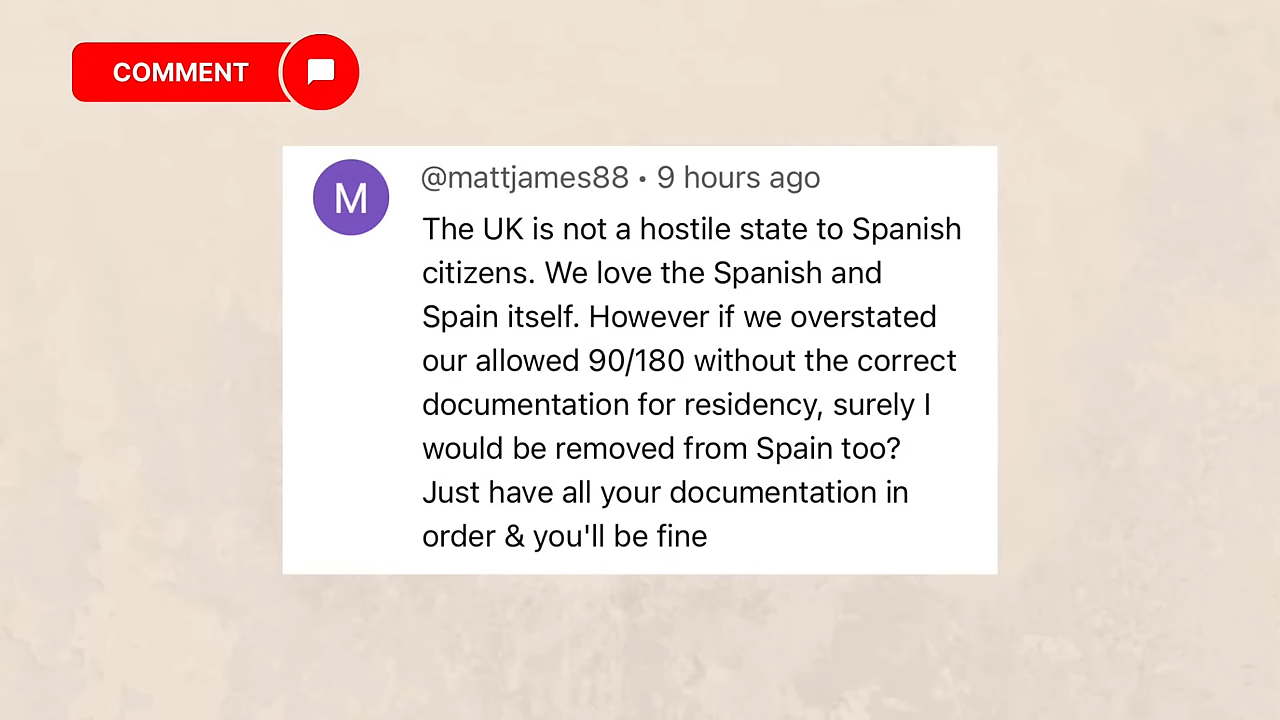 COMMENT
M
@mattjames88 • 9 hours ago
The UK is not a hostile state to Spanish
citizens. We love the Spanish and
Spain itself. However if we overstated
our allowed 90/180 without the correct
documentation for residency, surely I
would be removed from Spain too?
Just have all your documentation in
order & you'll be fine